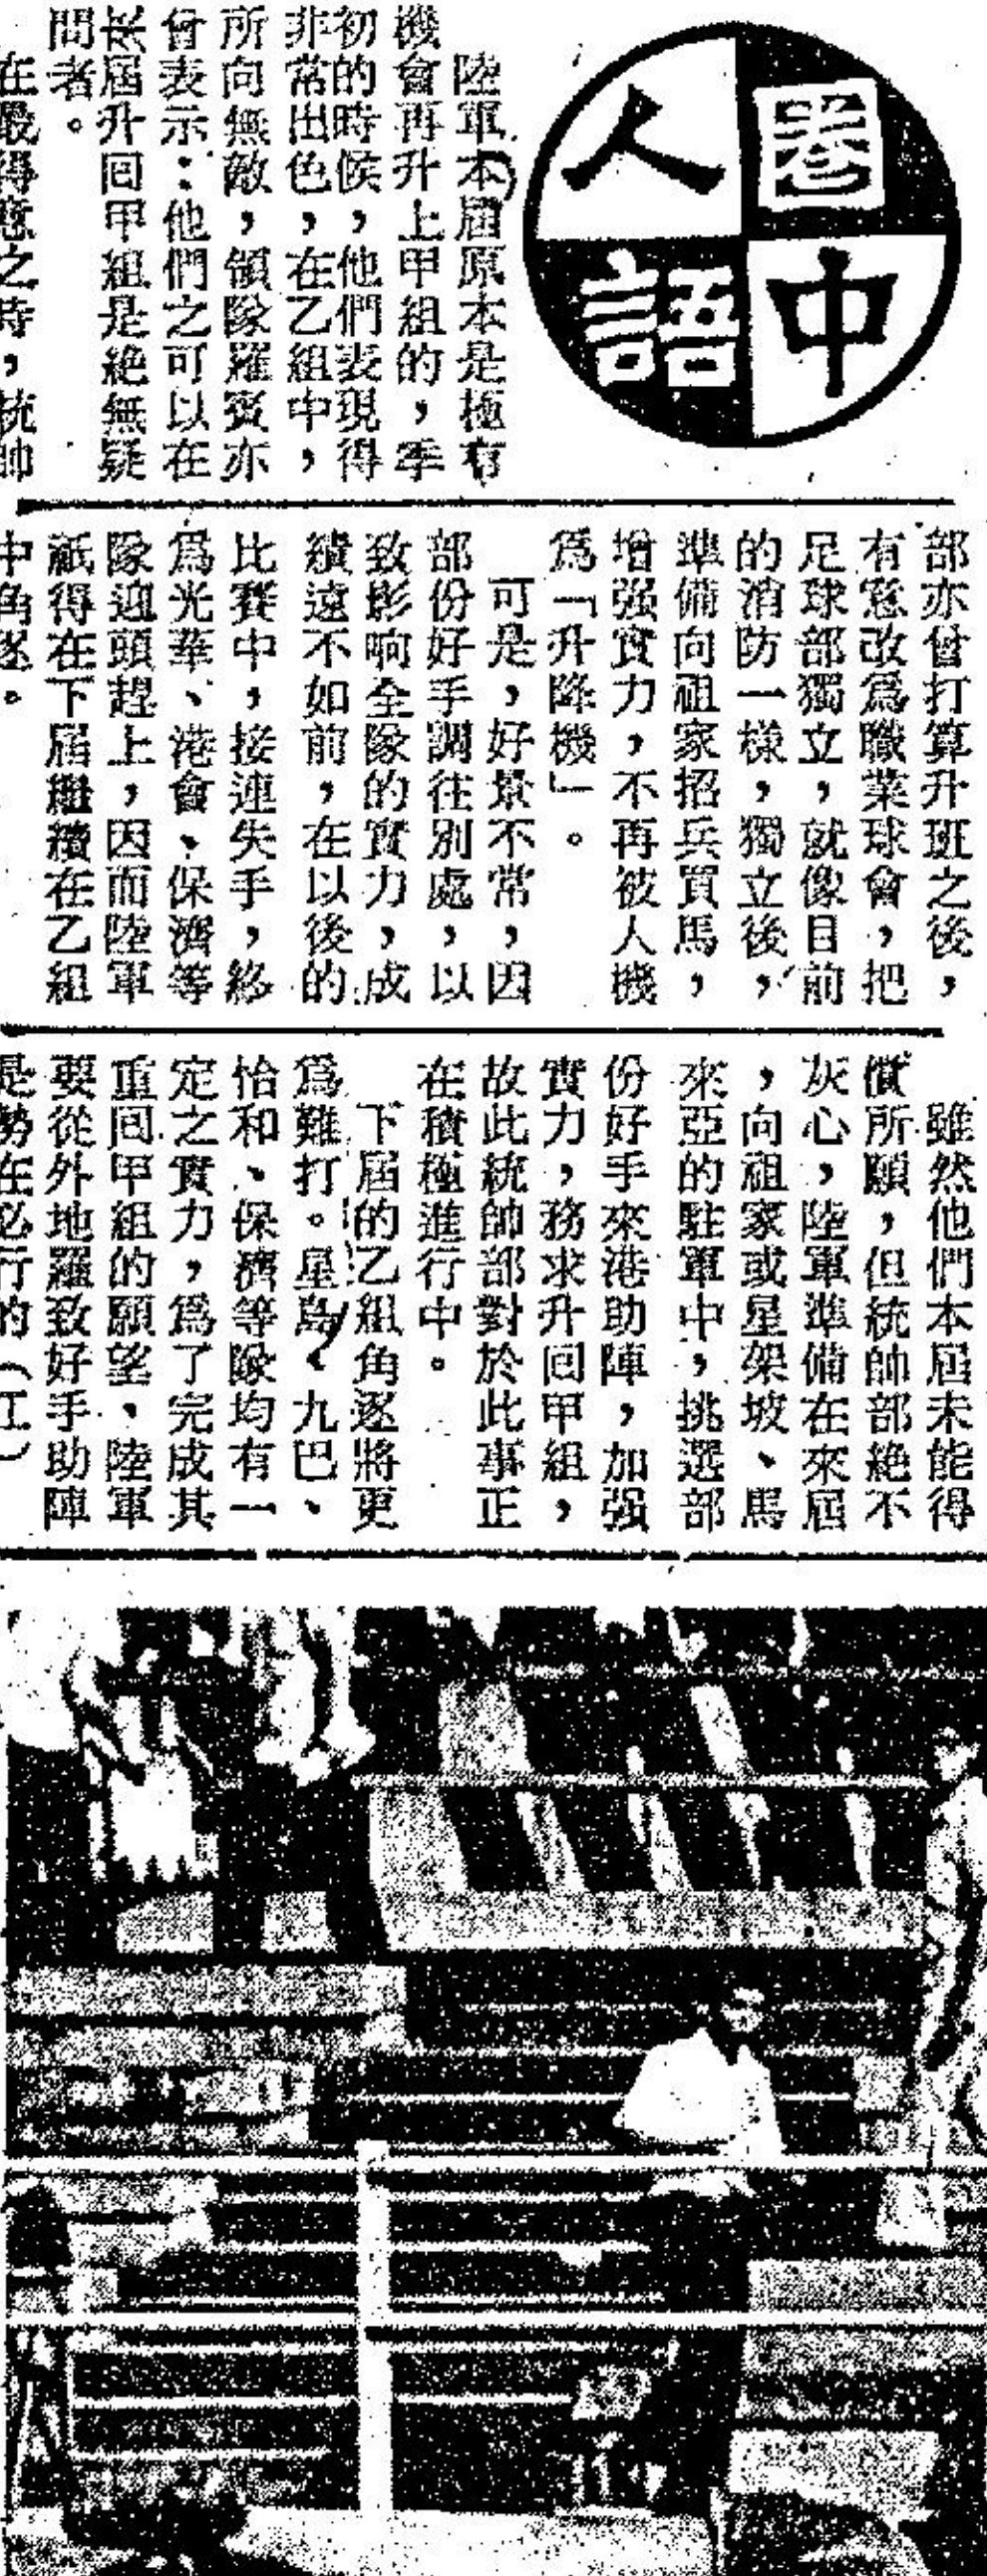 圈中人語
陸軍本屆原本是極有
機會再升上甲組的，季
初的時候，他們表現得
非常出色，在乙組中，
所向無敵，領隊羅賓亦
曾表示：他們之可以在
屆升回甲組是絕無疑
問者。
在最得意之時，統帥
部亦曾打算升班之後，
有意改爲職業球會，把
足球部獨立，就像目前
的消防一樣，獨立後，
準備向祖家招兵買馬，
增强實力，不再被人機
爲「升降機」。
可是，好景不常，因
部份好手調往別處，以
致影响全隊的實力，成
績遠不如前，在以後的
比賽中，接連失手，終
爲光華、港會、保濟等
隊迎頭趕上，因而陸軍
祇得在下屆繼續在乙組
中角逐。
雖然他們本屆未能得
償所願，但統帥部絕不
灰心，陸軍準備在來屆
，向祖家或星架坡、馬
來亞的駐軍中，挑選部
份好手來港助陣，加强
實力，務求升回甲組，
故此統帥部對於此事正
在積極進行中。
下屆的乙組角逐將更
爲難打。星島、九巴、
怡和、保濟等隊均有一
定之實力，爲了完成其
重回甲組的願望，陸軍
要從外地羅致好手助陣
是勢在必行的（江）